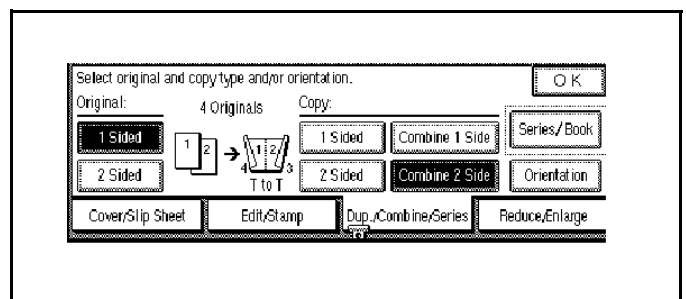 Select original and copy type and/or orientation.
OK
Original:
4 Originals
Copy:
1 Sided
1 2
1 2
4 3
T to T
1 Sided
Combine 1 Side
Series/Book
2 Sided
2 Sided
Combine 2 Side
Orientation
Cover/Slip Sheet
Edit/Stamp
Dup./Combine/Series
Reduce/Enlarge